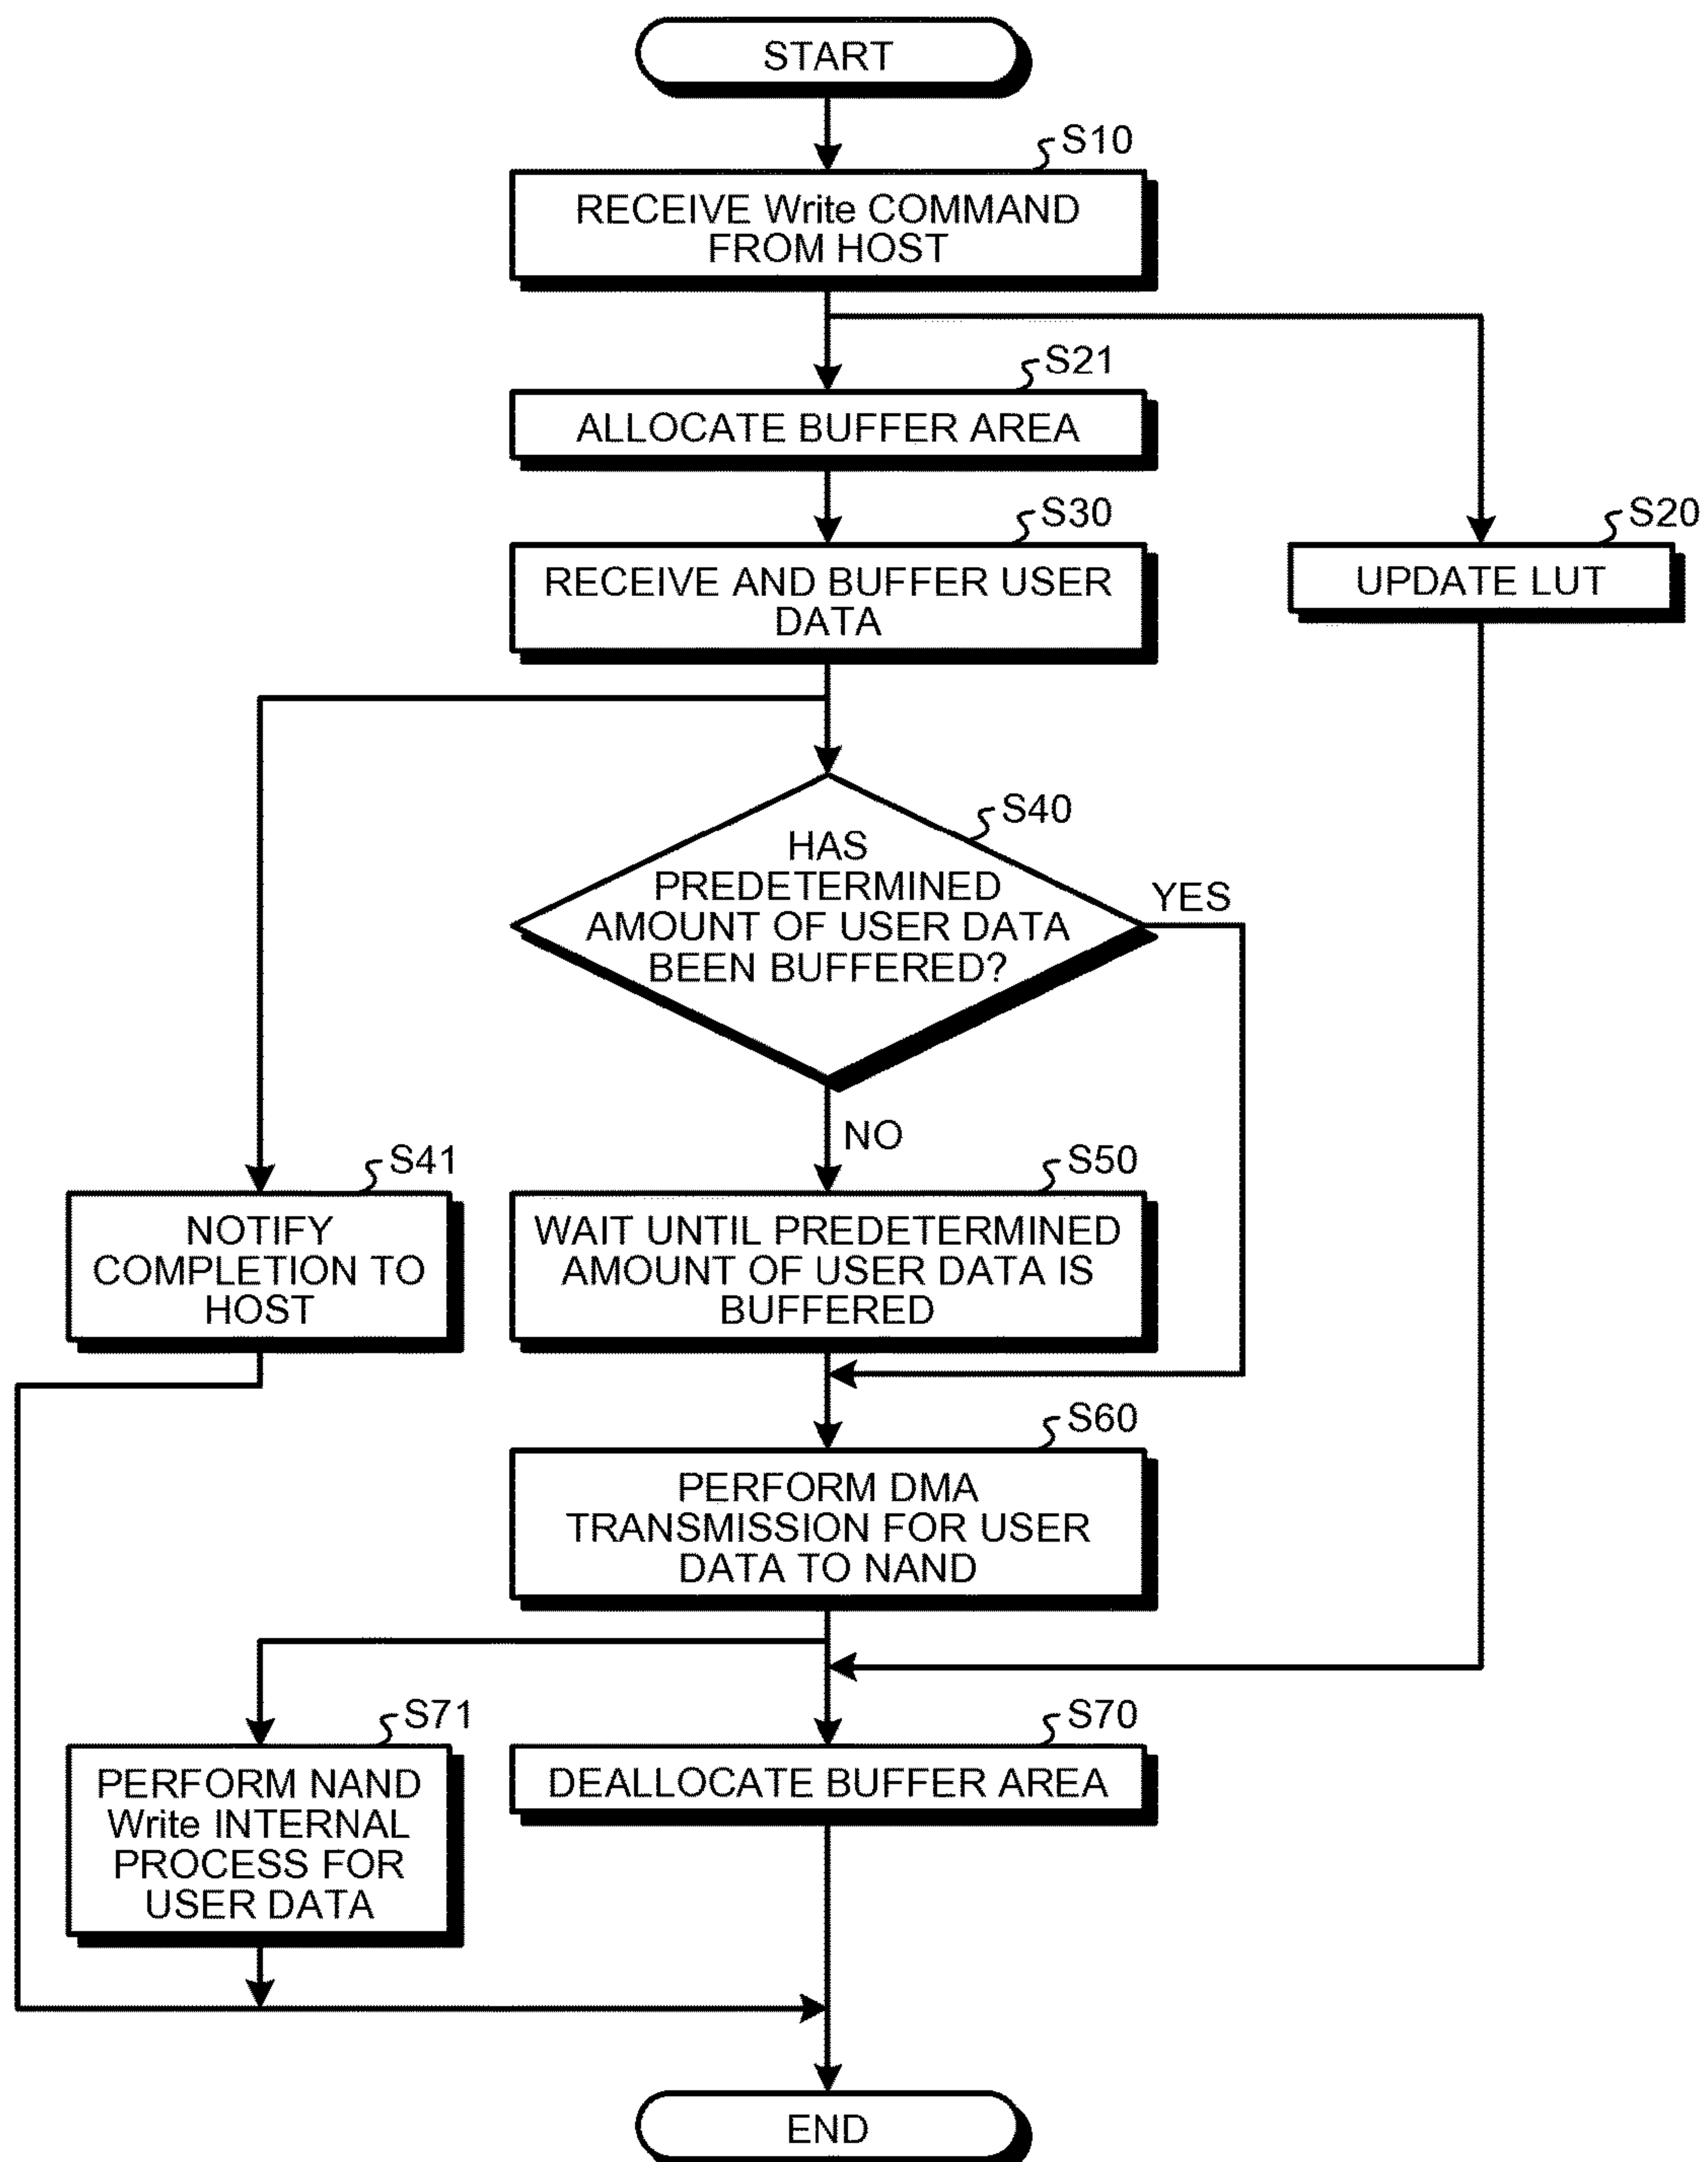 START
S10
RECEIVE Write COMMAND
FROM HOST
S21
ALLOCATE BUFFER AREA
S30
RECEIVE AND BUFFER USER
DATA
S20
UPDATE LUT
S40
HAS
PREDETERMINED
AMOUNT OF USER DATA
BEEN BUFFERED?
YES
NO
S41
NOTIFY
COMPLETION TO
HOST
S50
WAIT UNTIL PREDETERMINED
AMOUNT OF USER DATA IS
BUFFERED
S60
PERFORM DMA
TRANSMISSION FOR USER
DATA TO NAND
S71
PERFORM NAND
Write INTERNAL
PROCESS FOR
USER DATA
S70
DEALLOCATE BUFFER AREA
END